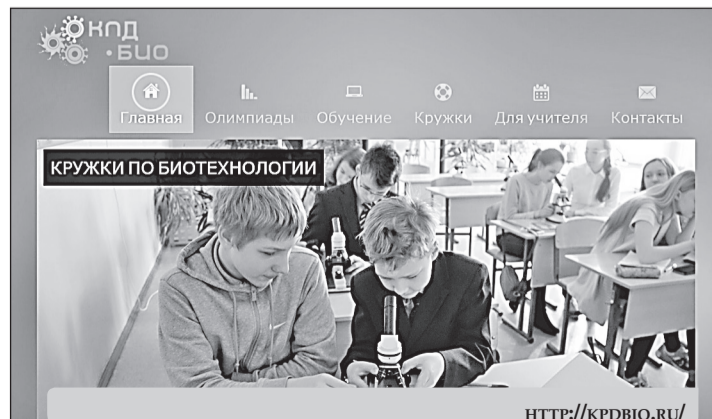 КПД
•БИО
Главная Олимпиады Обучение Кружки Для учителя Контакты
КРУЖКИ ПО БИОТЕХНОЛОГИИ
HTTP://KPDBIO.RU/